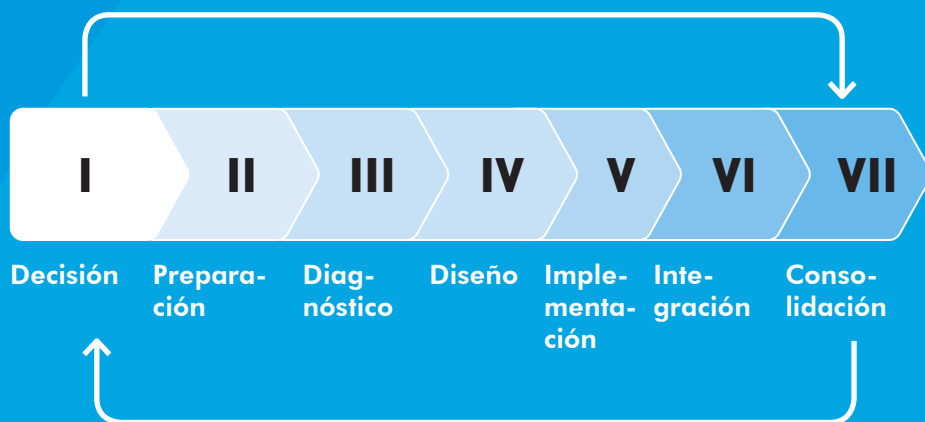 I II III IV V VI VII
Decisión
Prepara-
ción
Diag-
nóstico
Diseño
Imple-
menta-
ción
Inte-
gración
Conso-
lidación